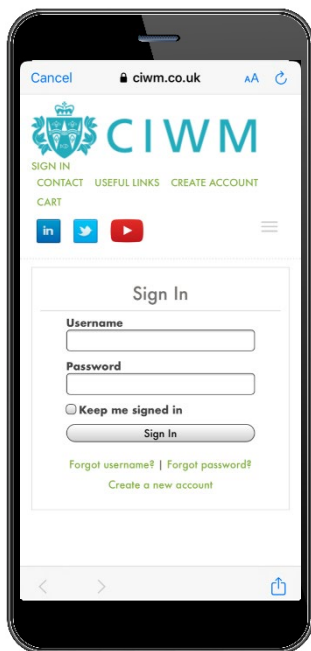 Cancel ciwm.co.uk AA
CIWM
SIGN IN
CONTACT USEFUL LINKS CREATE ACCOUNT
CART
in
Sign In
Username
Password
Keep me signed in
Sign In
Forgot username? | Forgot password?
Create a new account